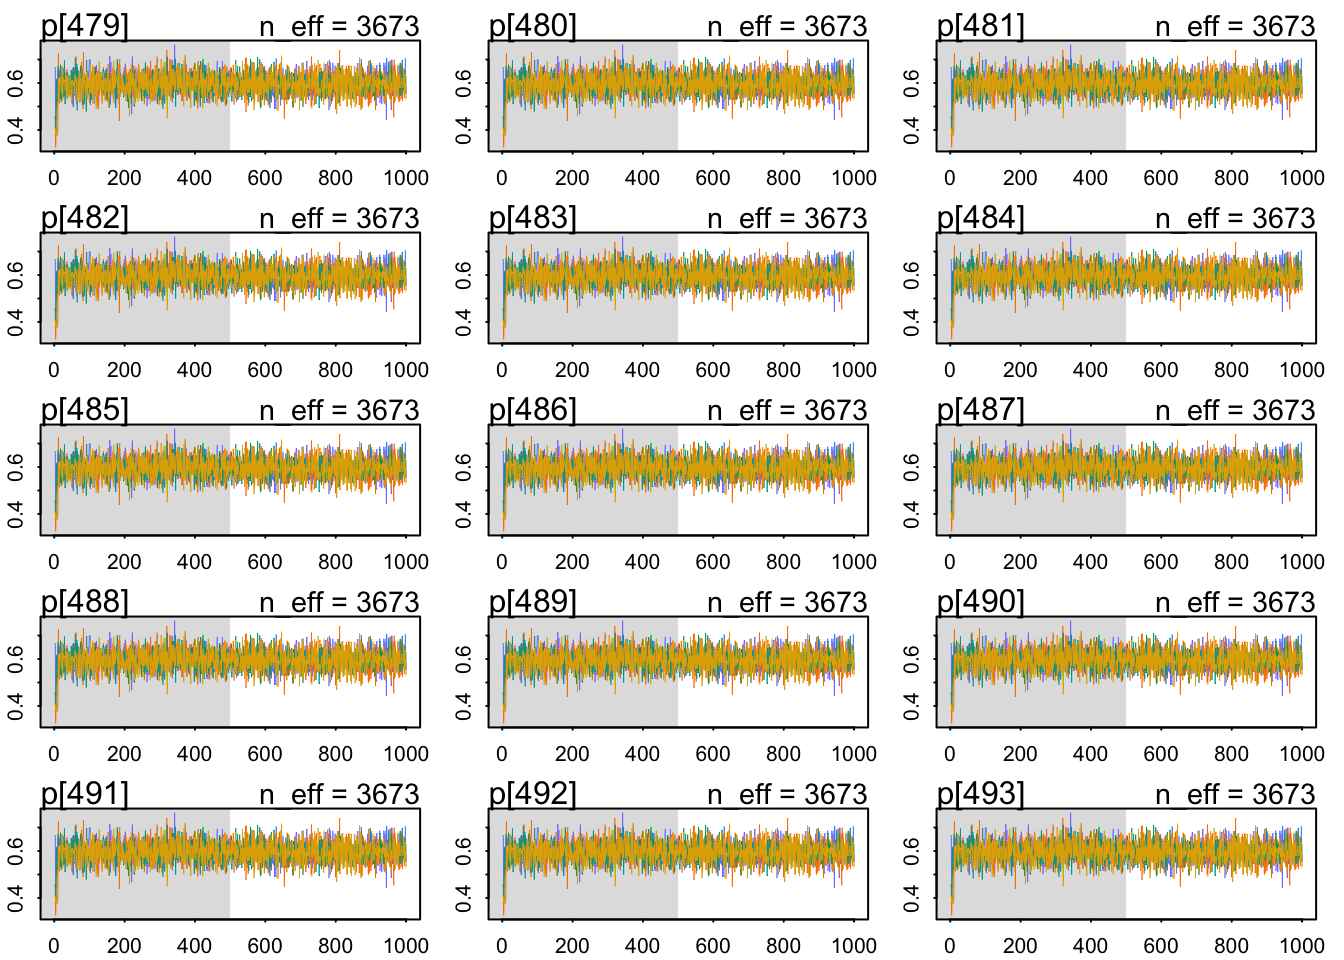 p[479] n_eff = 3673 p[480] n_eff = 3673 p[481] n_eff = 3673
0.4 0.6 0.4 0.6 0.4 0.6
0 200 400 600 800 1000 0 200 400 600 800 1000 0 200 400 600 800 1000
p[482] n_eff = 3673 p[483] n_eff = 3673 p[484] n_eff = 3673
0.4 0.6 0.4 0.6 0.4 0.6
0 200 400 600 800 1000 0 200 400 600 800 1000 0 200 400 600 800 1000
p[485] n_eff = 3673 p[486] n_eff = 3673 p[487] n_eff = 3673
0.4 0.6 0.4 0.6 0.4 0.6
0 200 400 600 800 1000 0 200 400 600 800 1000 0 200 400 600 800 1000
p[488] n_eff = 3673 p[489] n_eff = 3673 p[490] n_eff = 3673
0.4 0.6 0.4 0.6 0.4 0.6
0 200 400 600 800 1000 0 200 400 600 800 1000 0 200 400 600 800 1000
p[491] n_eff = 3673 p[492] n_eff = 3673 p[493] n_eff = 3673
0.4 0.6 0.4 0.6 0.4 0.6
0 200 400 600 800 1000 0 200 400 600 800 1000 0 200 400 600 800 1000